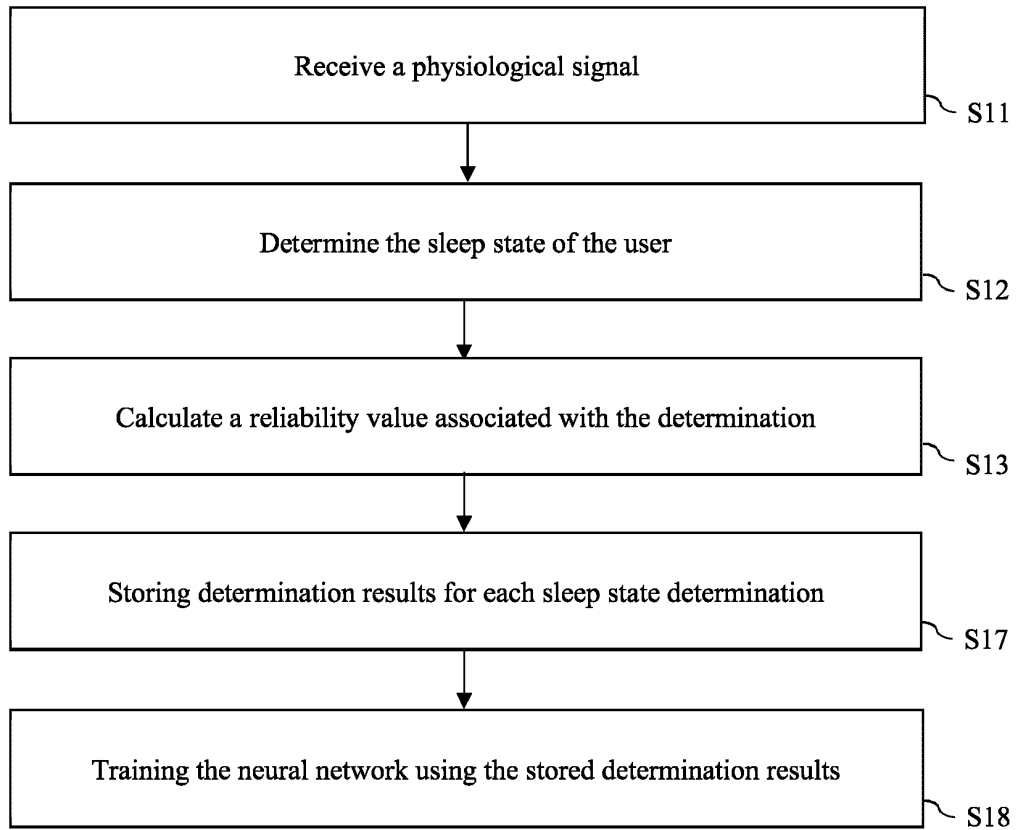 Receive a physiological signal
S11
Determine the sleep state of the user
S12
Calculate a reliability value associated with the determination
S13
Storing determination results for each sleep state determination
S17
Training the neural network using the stored determination results
S18